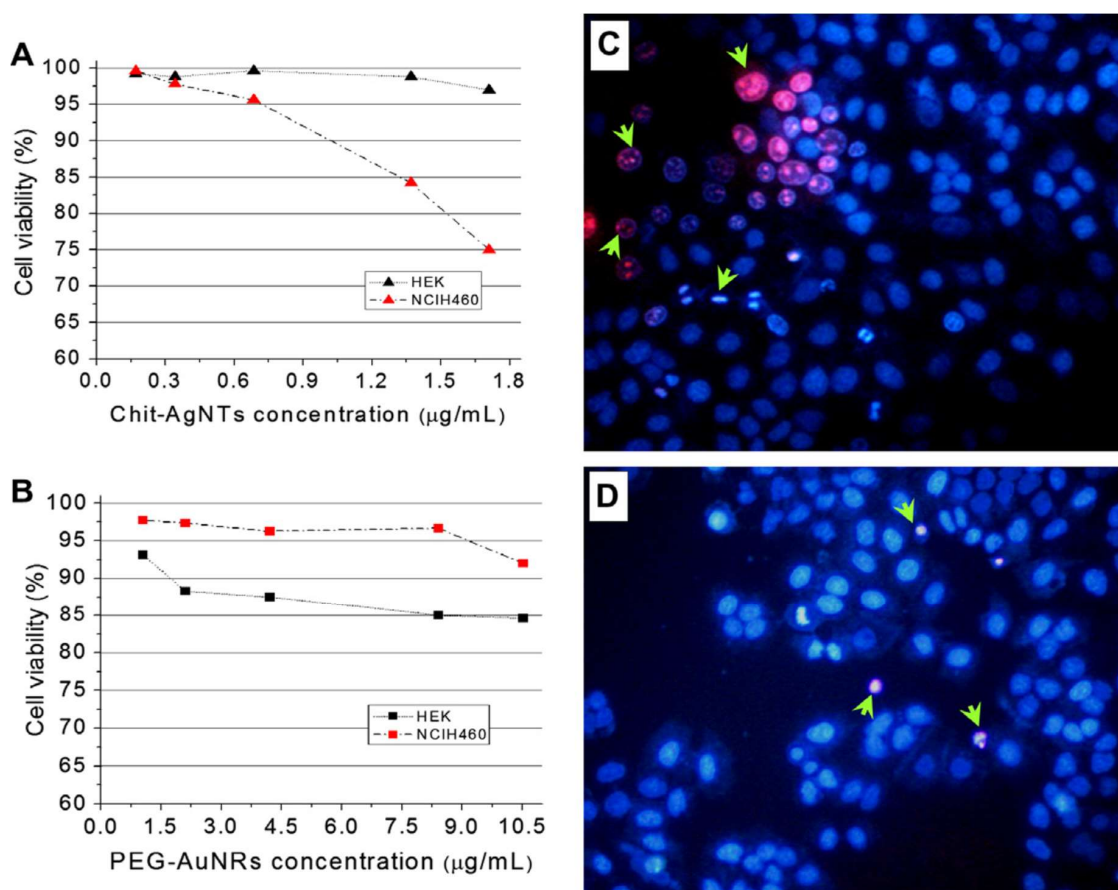 A
Cell viability (%)
100
95
90
85
80
75
70
65
60
HEK
NCIH460
0.0 0.3 0.6 0.9 1.2 1.5 1.8
Chit-AgNTs concentration (μg/mL)
C
B
Cell viability (%)
100
95
90
85
80
75
70
65
60
HEK
NCIH460
0.0 1.5 3.0 4.5 6.0 7.5 9.0 10.5
PEG-AuNRs concentration (μg/mL)
D